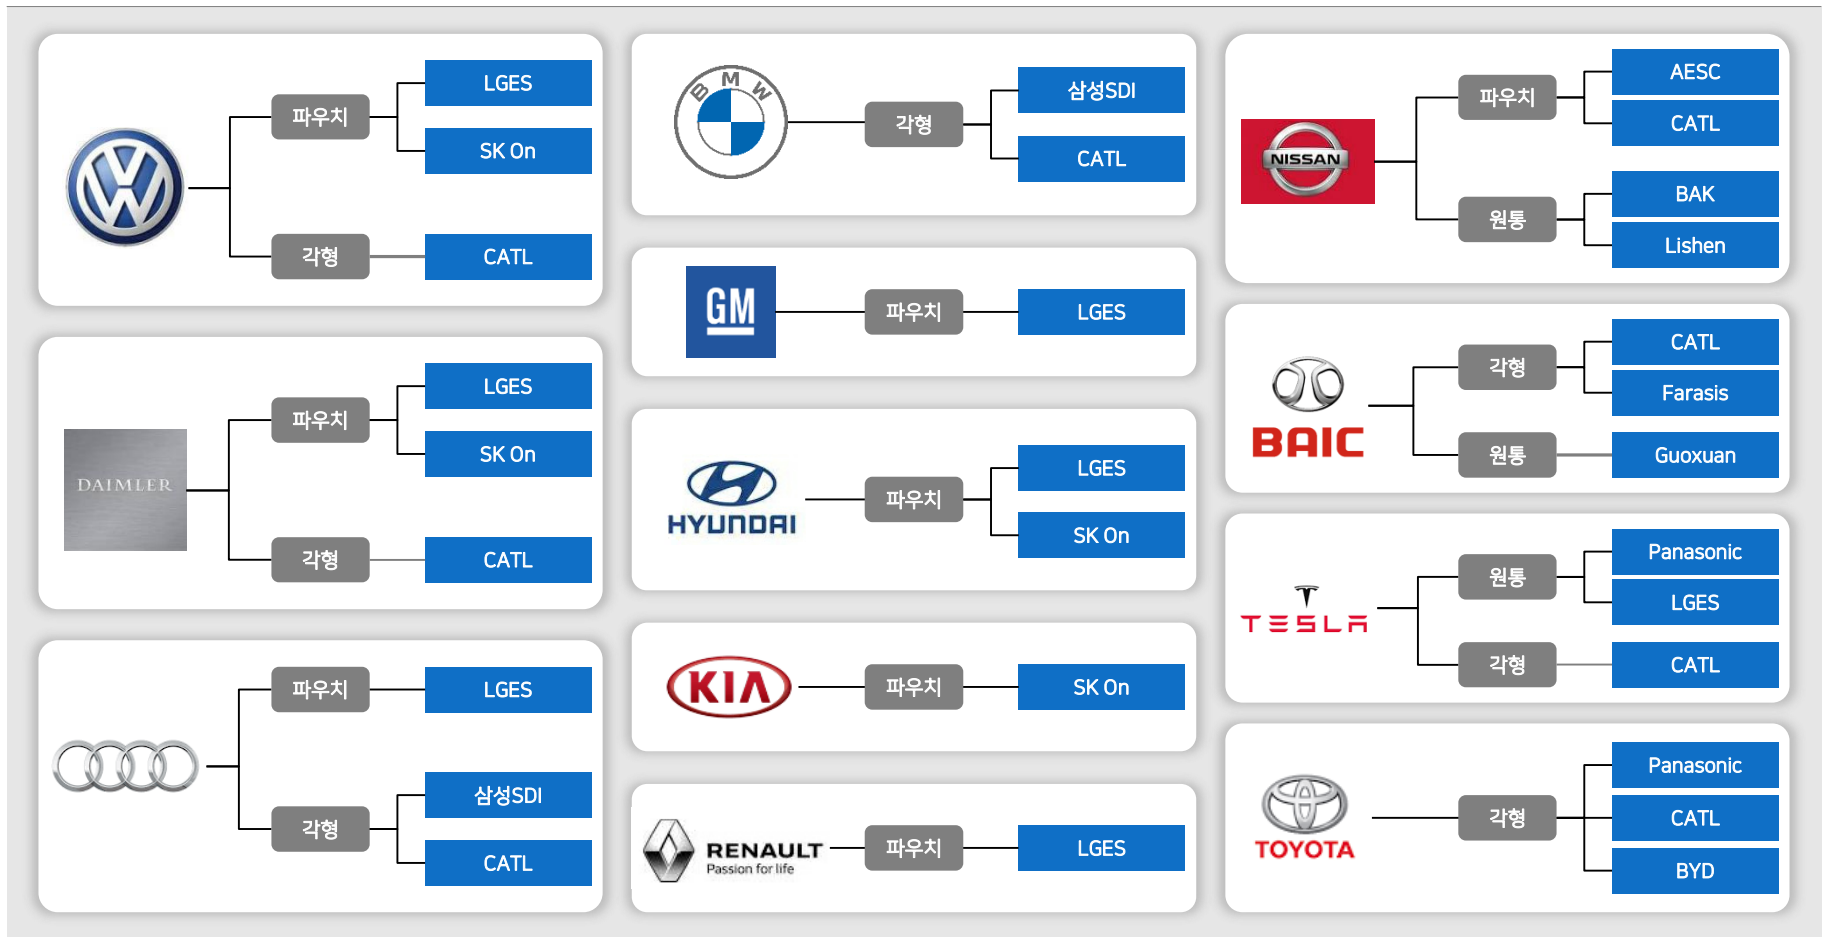 파우치
LGES
SK On
각형
CATL
DAIMLER
파우치
LGES
SK On
각형
CATL
파우치
LGES
각형
삼성SDI
CATL
BMW
각형
삼성SDI
CATL
GM
파우치
LGES
HYUNDAI
파우치
LGES
SK On
KIA
파우치
SK On
RENAULT
Passion for life
파우치
LGES
NISSAN
파우치
AESC
CATL
원통
BAK
Lishen
BAIC
각형
CATL
Farasis
원통
Guoxuan
TESLA
원통
Panasonic
LGES
각형
CATL
TOYOTA
각형
Panasonic
CATL
BYD